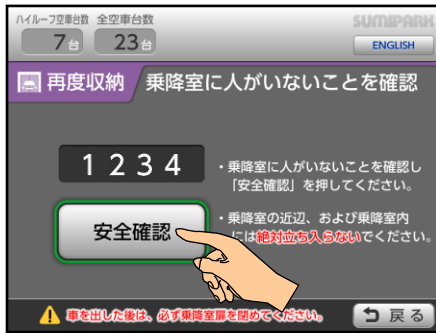 ハイルーフ空車台数 全空車台数
7台 23台
SUMIPARK
ENGLISH
再度収納 乗降室に人がいないことを確認
1234
・乗降室に人がいないことを確認し
「安全確認」を押してください。
安全確認
・乗降室の近辺、および乗降室内
には絶対立ち入らないでください。
車を出した後は、必ず乗降室扉を閉めてください。
戻る